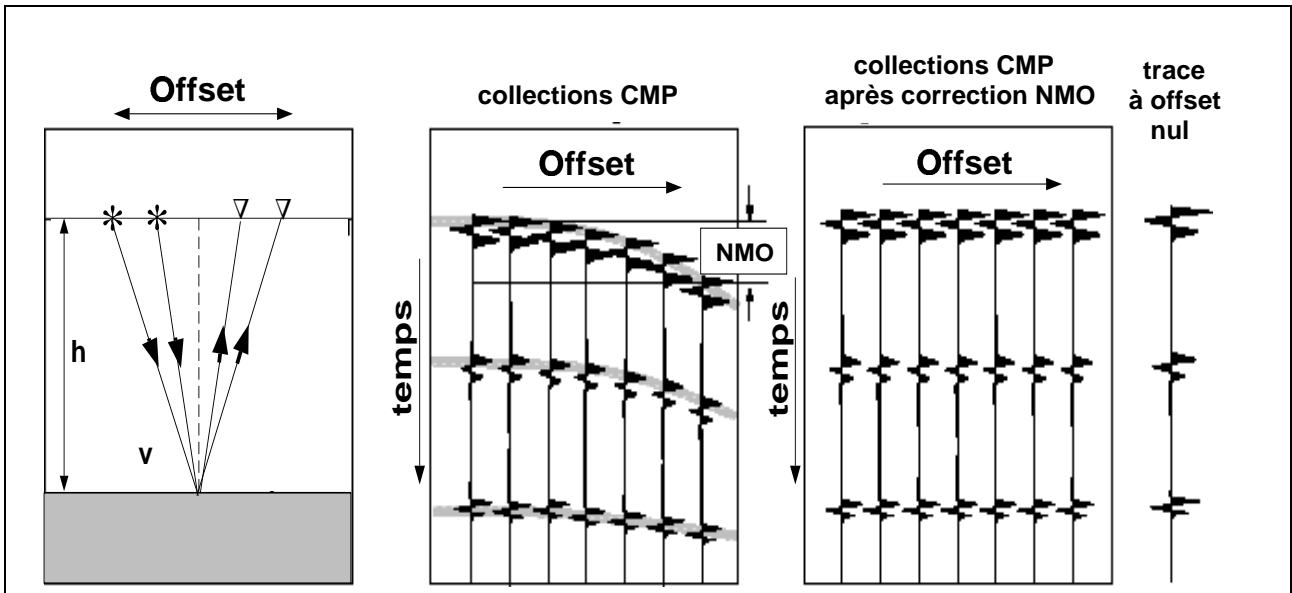 Offset
h
v
collections CMP
Offset
NMO
temps
collections CMP
après correction NMO
Offset
temps
trace
à offset
nul